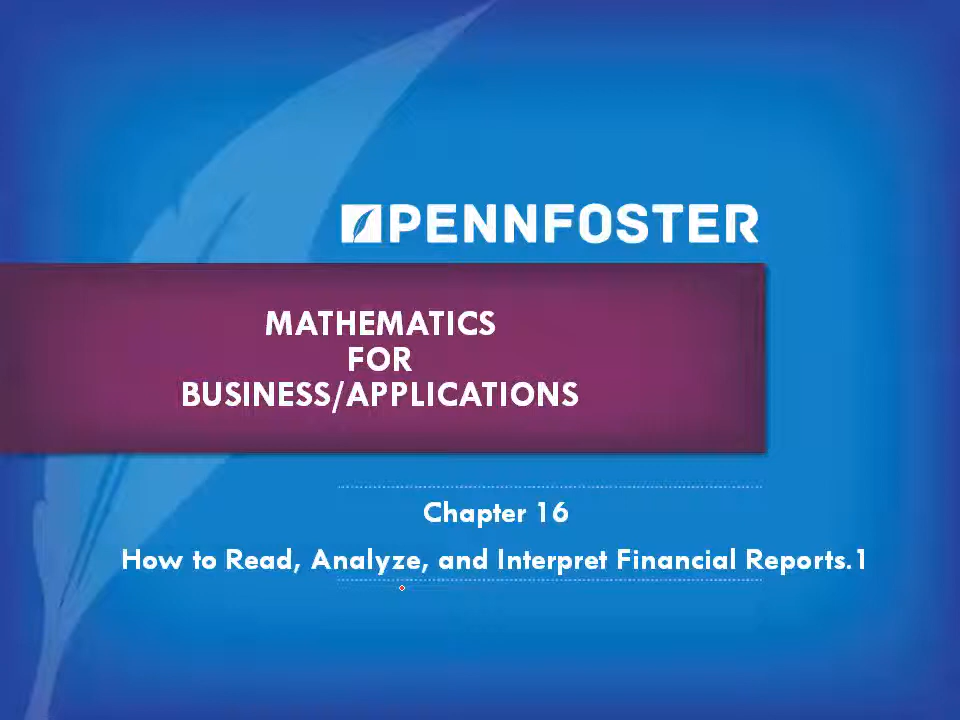 PENNFOSTER
MATHEMATICS
FOR
BUSINESS/APPLICATIONS
Chapter 16
How to Read, Analyze, and Interpret Financial Reports.1